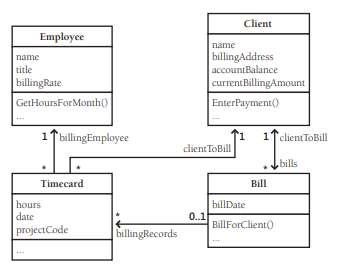 Employee
name
title
billingRate
GetHoursForMonth()
...
Client
name
billingAddress
accountBalance
currentBillingAmount
EnterPayment()
...
1 billingEmployee
*
*
clientToBill
1
1 clientToBill
* bills
Timecard
hours
date
projectCode
...
* billingRecords
0..1
Bill
billDate
BillForClient()
...